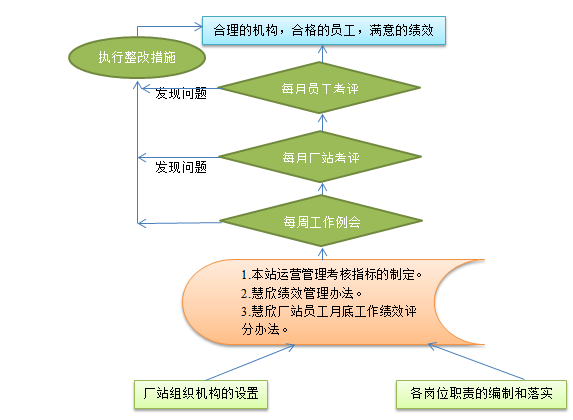 合理的机构，合格的员工，满意的绩效
执行整改措施
每月员工考评
发现问题
每月厂站考评
发现问题
每周工作例会
1.本站运营管理考核指标的制定。
2.慧欣绩效管理办法。
3.慧欣厂站员工月底工作绩效评
分办法。
厂站组织机构的设置
各岗位职责的编制和落实